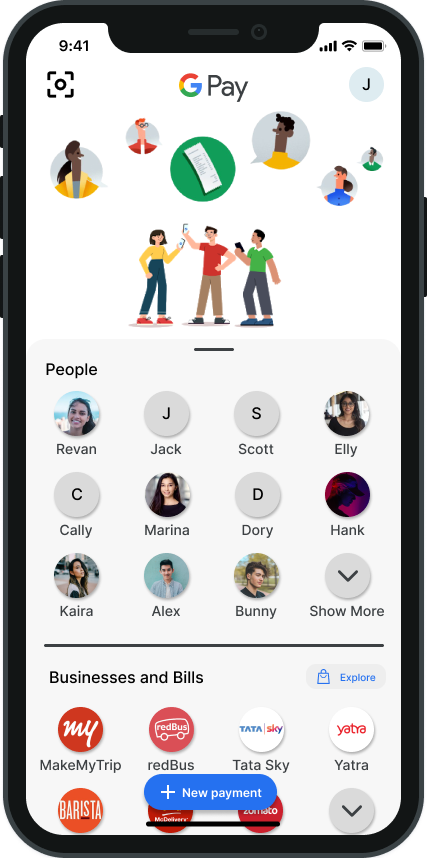 9:41
G Pay
J
People
J
S
Revan Jack Scott Elly
C
D
Cally Marina Dory Hank
Kaira Alex Bunny Show More
Businesses and Bills Explore
my
redBus
TATA sky
yatra
MakeMyTrip redBus Tata Sky Yatra
New payment
BARISTA
McDelivery
zomato